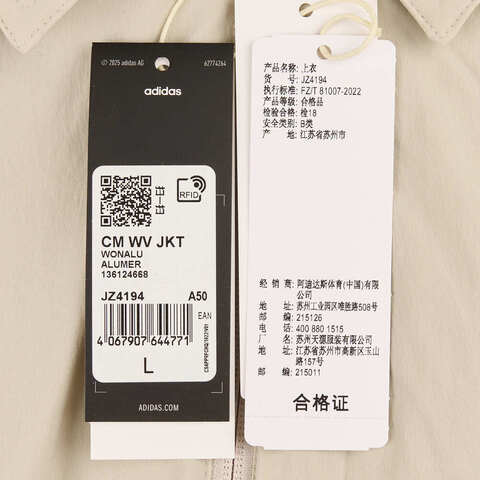 © 2025 adidas AG
62774264
adidas
RFID
CM WV JKT
WONALU
ALUMER
136124668
JZ4194 A50
EAN
4 067907 644771
L
ADIDAS.COM
产品名称: 上衣
货 号: JZ4194
执行标准: FZ/T 81007-2022
产品等级: 合格品
检验合格: 检18
安全类别: B类
产 地: 江苏省苏州市
经 销 商: 阿迪达斯体育(中国)有限
公司
地 址: 苏州工业园区唯胜路508号
邮 编: 215126
电 话: 400 880 1515
厂 商: 苏州天源服装有限公司
地 址: 江苏省苏州市高新区玉山
路157号
邮 编: 215011
合格证